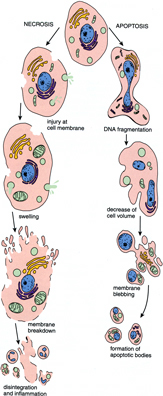 NECROSIS
APOPTOSIS
injury at
cell membrane
DNA fragmentation
swelling
decrease of
cell volume
membrane
blebbing
membrane
breakdown
formation of
apoptotic bodies
disintegration
and inflammation